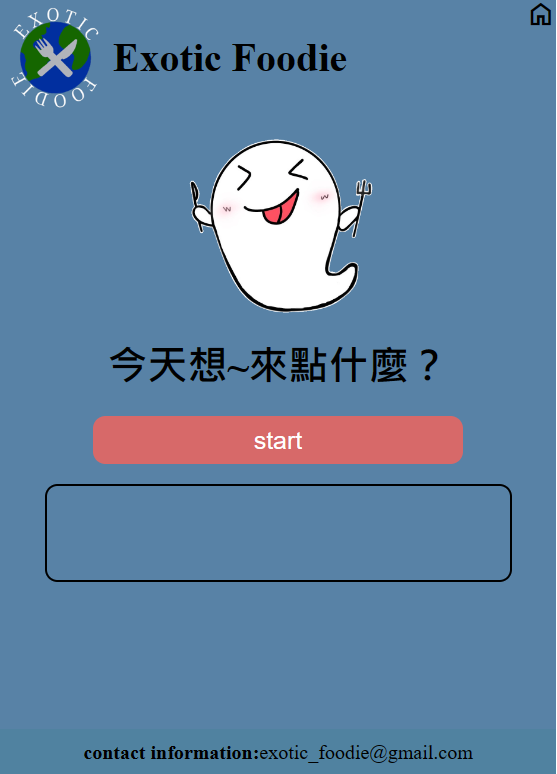 EXOTIC
FOODIE
Exotic Foodie
今天想~來點什麼？
start
contact information:exotic_foodie@gmail.com